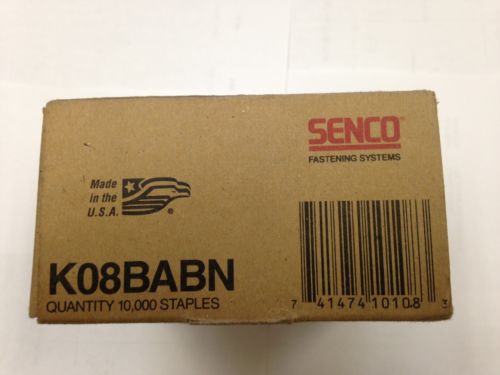 SENCO®
FASTENING SYSTEMS
Made
in the
U.S.A.
®
K08BABN
QUANTITY 10,000 STAPLES
7 41474 10108 3